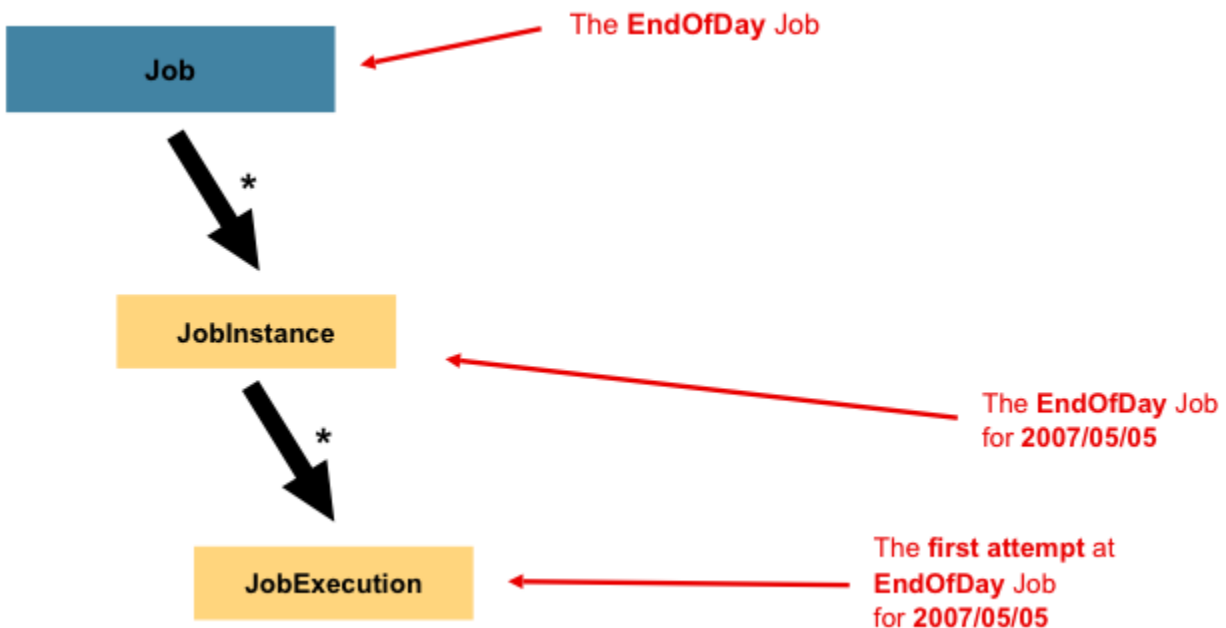 The EndOfDay Job
Job
*
JobInstance
The EndOfDay Job
for 2007/05/05
*
The first attempt at
EndOfDay Job
for 2007/05/05
JobExecution